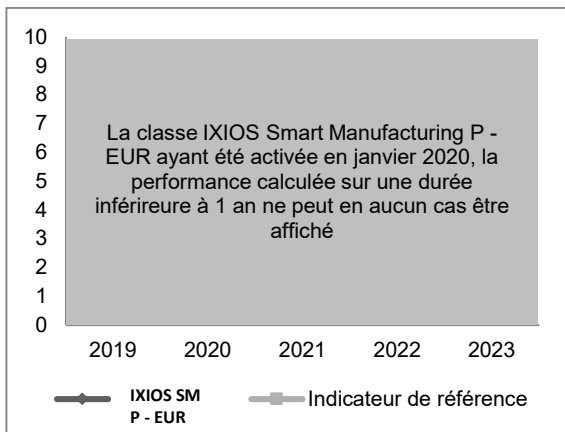 10
9
8
7
6
5
4
3
2
1
0
La classe IXIOS Smart Manufacturing P -
EUR ayant été activée en janvier 2020, la
performance calculée sur une durée
inférireure à 1 an ne peut en aucun cas être
affiché
2019 2020 2021 2022 2023
IXIOS SM
P - EUR
Indicateur de référence